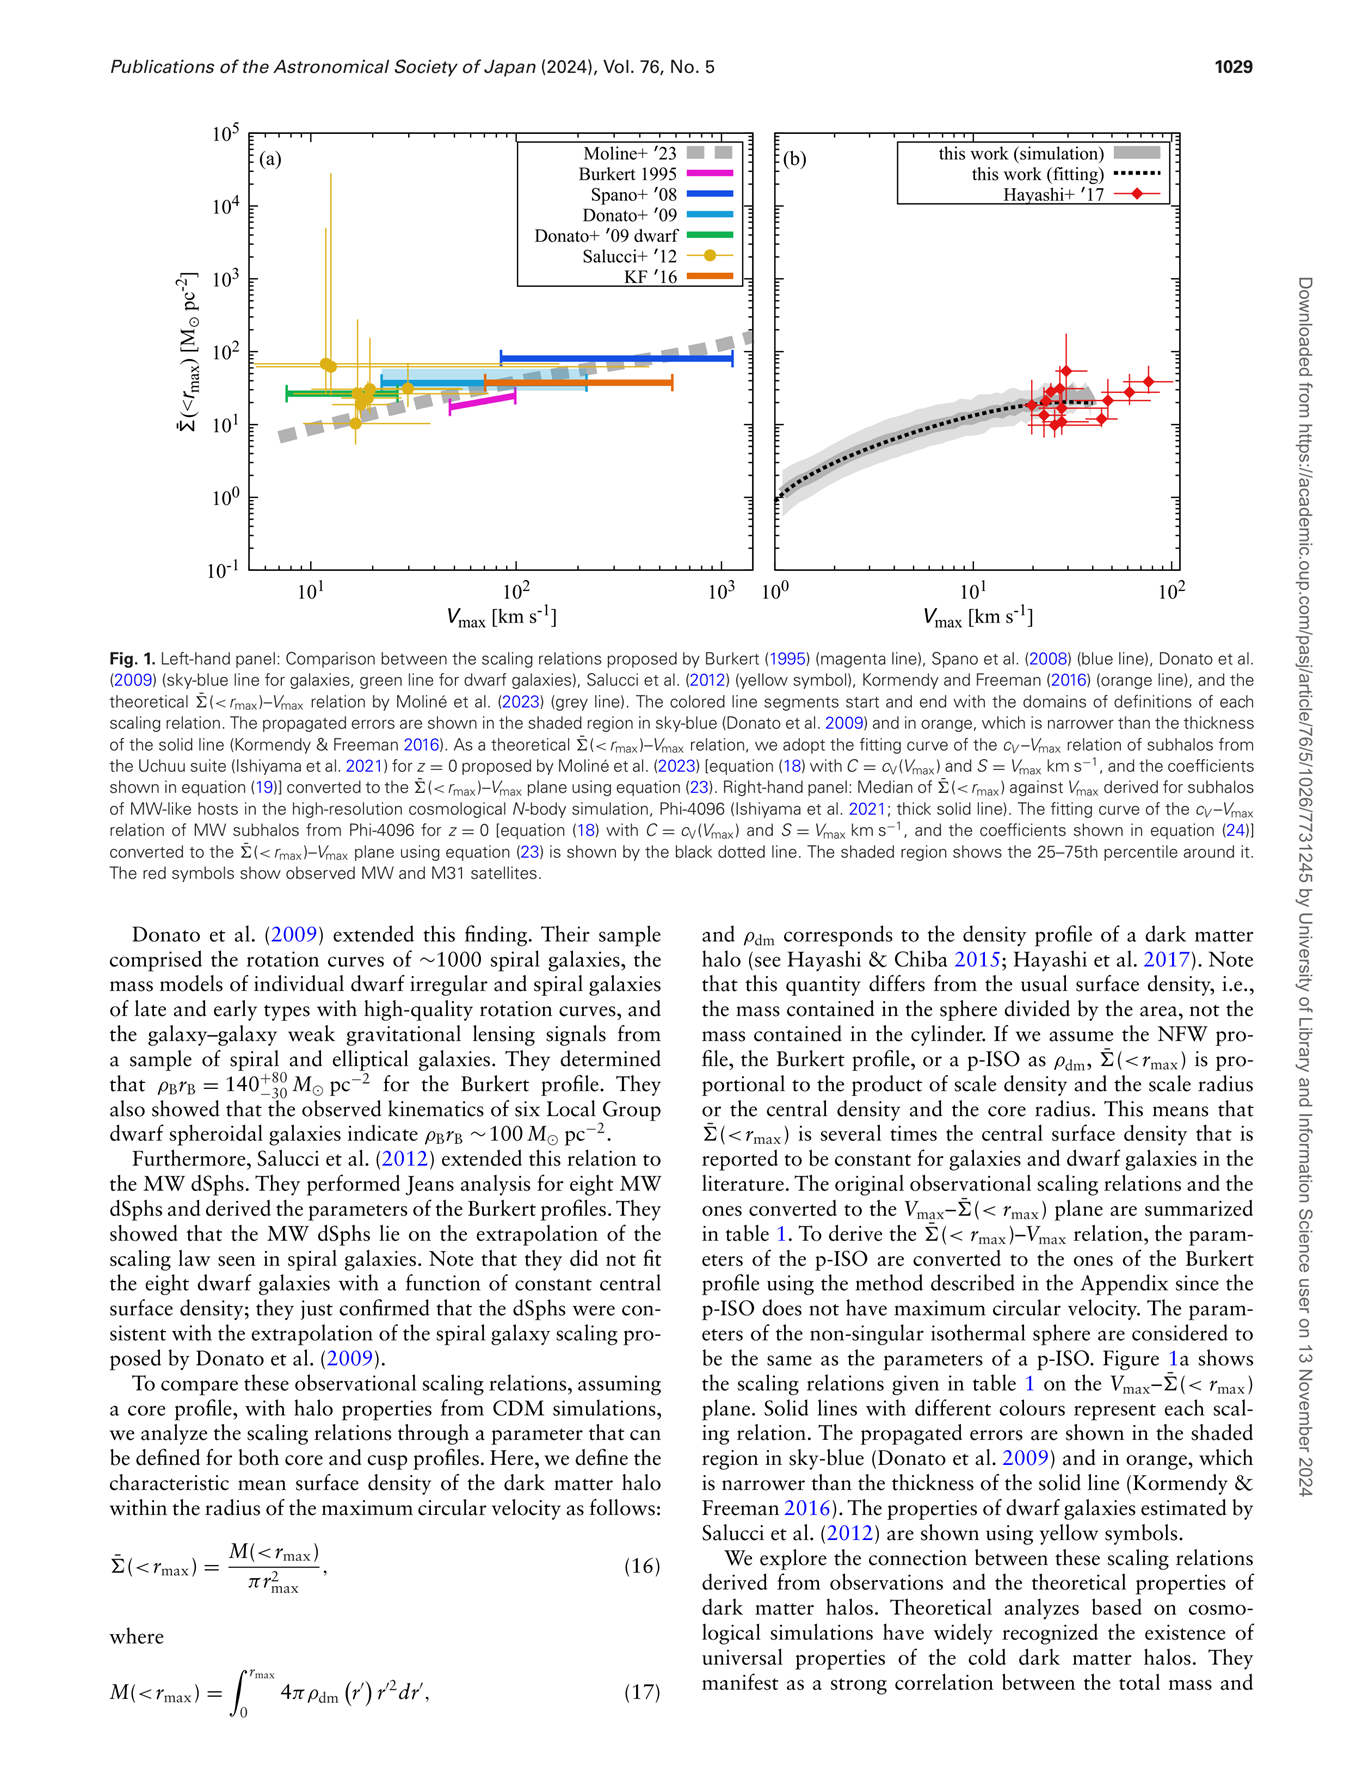 Publications of the Astronomical Society of Japan (2024), Vol. 76, No. 5
1029
(a)
Moline+ ′23
Burkert 1995
Spano+ ′08
Donato+ ′09
Donato+ ′09 dwarf
Salucci+ ′12
KF ′16
10⁵
10⁴
10³
10²
10¹
10⁰
10⁻¹
Σ̄(<r_max) [M⊙ pc⁻²]
10¹
10²
10³
V_max [km s⁻¹]
(b)
this work (simulation)
this work (fitting)
Hayashi+ ′17
10⁰
10¹
10²
V_max [km s⁻¹]
Fig. 1. Left-hand panel: Comparison between the scaling relations proposed by Burkert (1995) (magenta line), Spano et al. (2008) (blue line), Donato et al.
(2009) (sky-blue line for galaxies, green line for dwarf galaxies), Salucci et al. (2012) (yellow symbol), Kormendy and Freeman (2016) (orange line), and the
theoretical Σ̄(<r_max)–V_max relation by Moliné et al. (2023) (grey line). The colored line segments start and end with the domains of definitions of each
scaling relation. The propagated errors are shown in the shaded region in sky-blue (Donato et al. 2009) and in orange, which is narrower than the thickness
of the solid line (Kormendy & Freeman 2016). As a theoretical Σ̄(<r_max)–V_max relation, we adopt the fitting curve of the c_V–V_max relation of subhalos from
the Uchuu suite (Ishiyama et al. 2021) for z = 0 proposed by Moliné et al. (2023) [equation (18) with C = c_V(V_max) and S = V_max km s⁻¹, and the coefficients
shown in equation (19)] converted to the Σ̄(<r_max)–V_max plane using equation (23). Right-hand panel: Median of Σ̄(<r_max) against V_max derived for subhalos
of MW-like hosts in the high-resolution cosmological N-body simulation, Phi-4096 (Ishiyama et al. 2021; thick solid line). The fitting curve of the c_V–V_max
relation of MW subhalos from Phi-4096 for z = 0 [equation (18) with C = c_V(V_max) and S = V_max km s⁻¹, and the coefficients shown in equation (24)]
converted to the Σ̄(<r_max)–V_max plane using equation (23) is shown by the black dotted line. The shaded region shows the 25–75th percentile around it.
The red symbols show observed MW and M31 satellites.
Donato et al. (2009) extended this finding. Their sample
comprised the rotation curves of ∼1000 spiral galaxies, the
mass models of individual dwarf irregular and spiral galaxies
of late and early types with high-quality rotation curves, and
the galaxy–galaxy weak gravitational lensing signals from
a sample of spiral and elliptical galaxies. They determined
that ρ_B r_B = 140⁺⁸⁰₋₃₀ M⊙ pc⁻² for the Burkert profile. They
also showed that the observed kinematics of six Local Group
dwarf spheroidal galaxies indicate ρ_B r_B ∼ 100 M⊙ pc⁻².
Furthermore, Salucci et al. (2012) extended this relation to
the MW dSphs. They performed Jeans analysis for eight MW
dSphs and derived the parameters of the Burkert profiles. They
showed that the MW dSphs lie on the extrapolation of the
scaling law seen in spiral galaxies. Note that they did not fit
the eight dwarf galaxies with a function of constant central
surface density; they just confirmed that the dSphs were con-
sistent with the extrapolation of the spiral galaxy scaling pro-
posed by Donato et al. (2009).
To compare these observational scaling relations, assuming
a core profile, with halo properties from CDM simulations,
we analyze the scaling relations through a parameter that can
be defined for both core and cusp profiles. Here, we define the
characteristic mean surface density of the dark matter halo
within the radius of the maximum circular velocity as follows:
Σ̄(<r_max) = M(<r_max) / πr²_max, (16)
where
M(<r_max) = ∫₀^{r_max} 4πρ_dm (r′) r′² dr′, (17)
and ρ_dm corresponds to the density profile of a dark matter
halo (see Hayashi & Chiba 2015; Hayashi et al. 2017). Note
that this quantity differs from the usual surface density, i.e.,
the mass contained in the sphere divided by the area, not the
mass contained in the cylinder. If we assume the NFW pro-
file, the Burkert profile, or a p-ISO as ρ_dm, Σ̄(<r_max) is pro-
portional to the product of scale density and the scale radius
or the central density and the core radius. This means that
Σ̄(<r_max) is several times the central surface density that is
reported to be constant for galaxies and dwarf galaxies in the
literature. The original observational scaling relations and the
ones converted to the V_max–Σ̄(< r_max) plane are summarized
in table 1. To derive the Σ̄(< r_max)–V_max relation, the param-
eters of the p-ISO are converted to the ones of the Burkert
profile using the method described in the Appendix since the
p-ISO does not have maximum circular velocity. The param-
eters of the non-singular isothermal sphere are considered to
be the same as the parameters of a p-ISO. Figure 1a shows
the scaling relations given in table 1 on the V_max–Σ̄(< r_max)
plane. Solid lines with different colours represent each scal-
ing relation. The propagated errors are shown in the shaded
region in sky-blue (Donato et al. 2009) and in orange, which
is narrower than the thickness of the solid line (Kormendy &
Freeman 2016). The properties of dwarf galaxies estimated by
Salucci et al. (2012) are shown using yellow symbols.
We explore the connection between these scaling relations
derived from observations and the theoretical properties of
dark matter halos. Theoretical analyzes based on cosmo-
logical simulations have widely recognized the existence of
universal properties of the cold dark matter halos. They
manifest as a strong correlation between the total mass and
Downloaded from https://academic.oup.com/pasj/article/76/5/1026/7731245 by University of Library and Information Science user on 13 November 2024